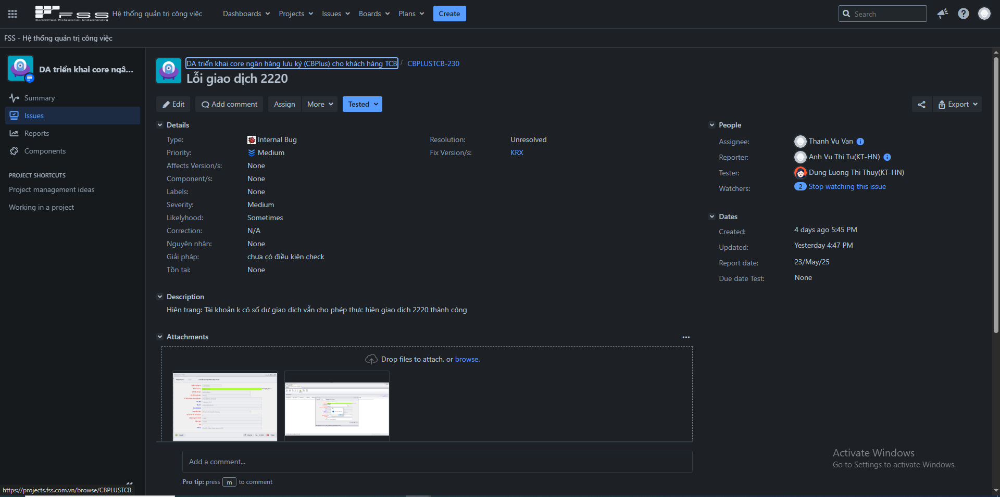 FSS
Committed. Professional. Understanding
Hệ thống quản trị công việc
Dashboards
Projects
Issues
Boards
Plans
Create
Search
FSS - Hệ thống quản trị công việc
DA triển khai core ngâ...
Summary
Issues
Reports
Components
PROJECT SHORTCUTS
Project management ideas
Working in a project
DA triển khai core ngân hàng lưu ký (CBPlus) cho khách hàng TCB / CBPLUSTCB-230
Lỗi giao dịch 2220
Edit
Add comment
Assign
More
Tested
Export
Details
Type: Internal Bug
Resolution: Unresolved
Priority: Medium
Fix Version/s: KRX
Affects Version/s: None
Component/s: None
Labels: None
Severity: Medium
Likelyhood: Sometimes
Correction: N/A
Nguyên nhân: None
Giải pháp: chưa có điều kiện check
Tồn tại: None
Description
Hiện trạng: Tài khoản k có số dư giao dịch vẫn cho phép thực hiện giao dịch 2220 thành công
Attachments
Drop files to attach, or browse.
Add a comment...
Pro tip: press m to comment
People
Assignee: Thanh Vu Van
Reporter: Anh Vu Thi Tu(KT-HN)
Tester: Dung Luong Thi Thuy(KT-HN)
Watchers: 2 Stop watching this issue
Dates
Created: 4 days ago 5:45 PM
Updated: Yesterday 4:47 PM
Report date: 23/May/25
Due date Test: None
Activate Windows
Go to Settings to activate Windows.
https://projects.fss.com.vn/browse/CBPLUSTCB